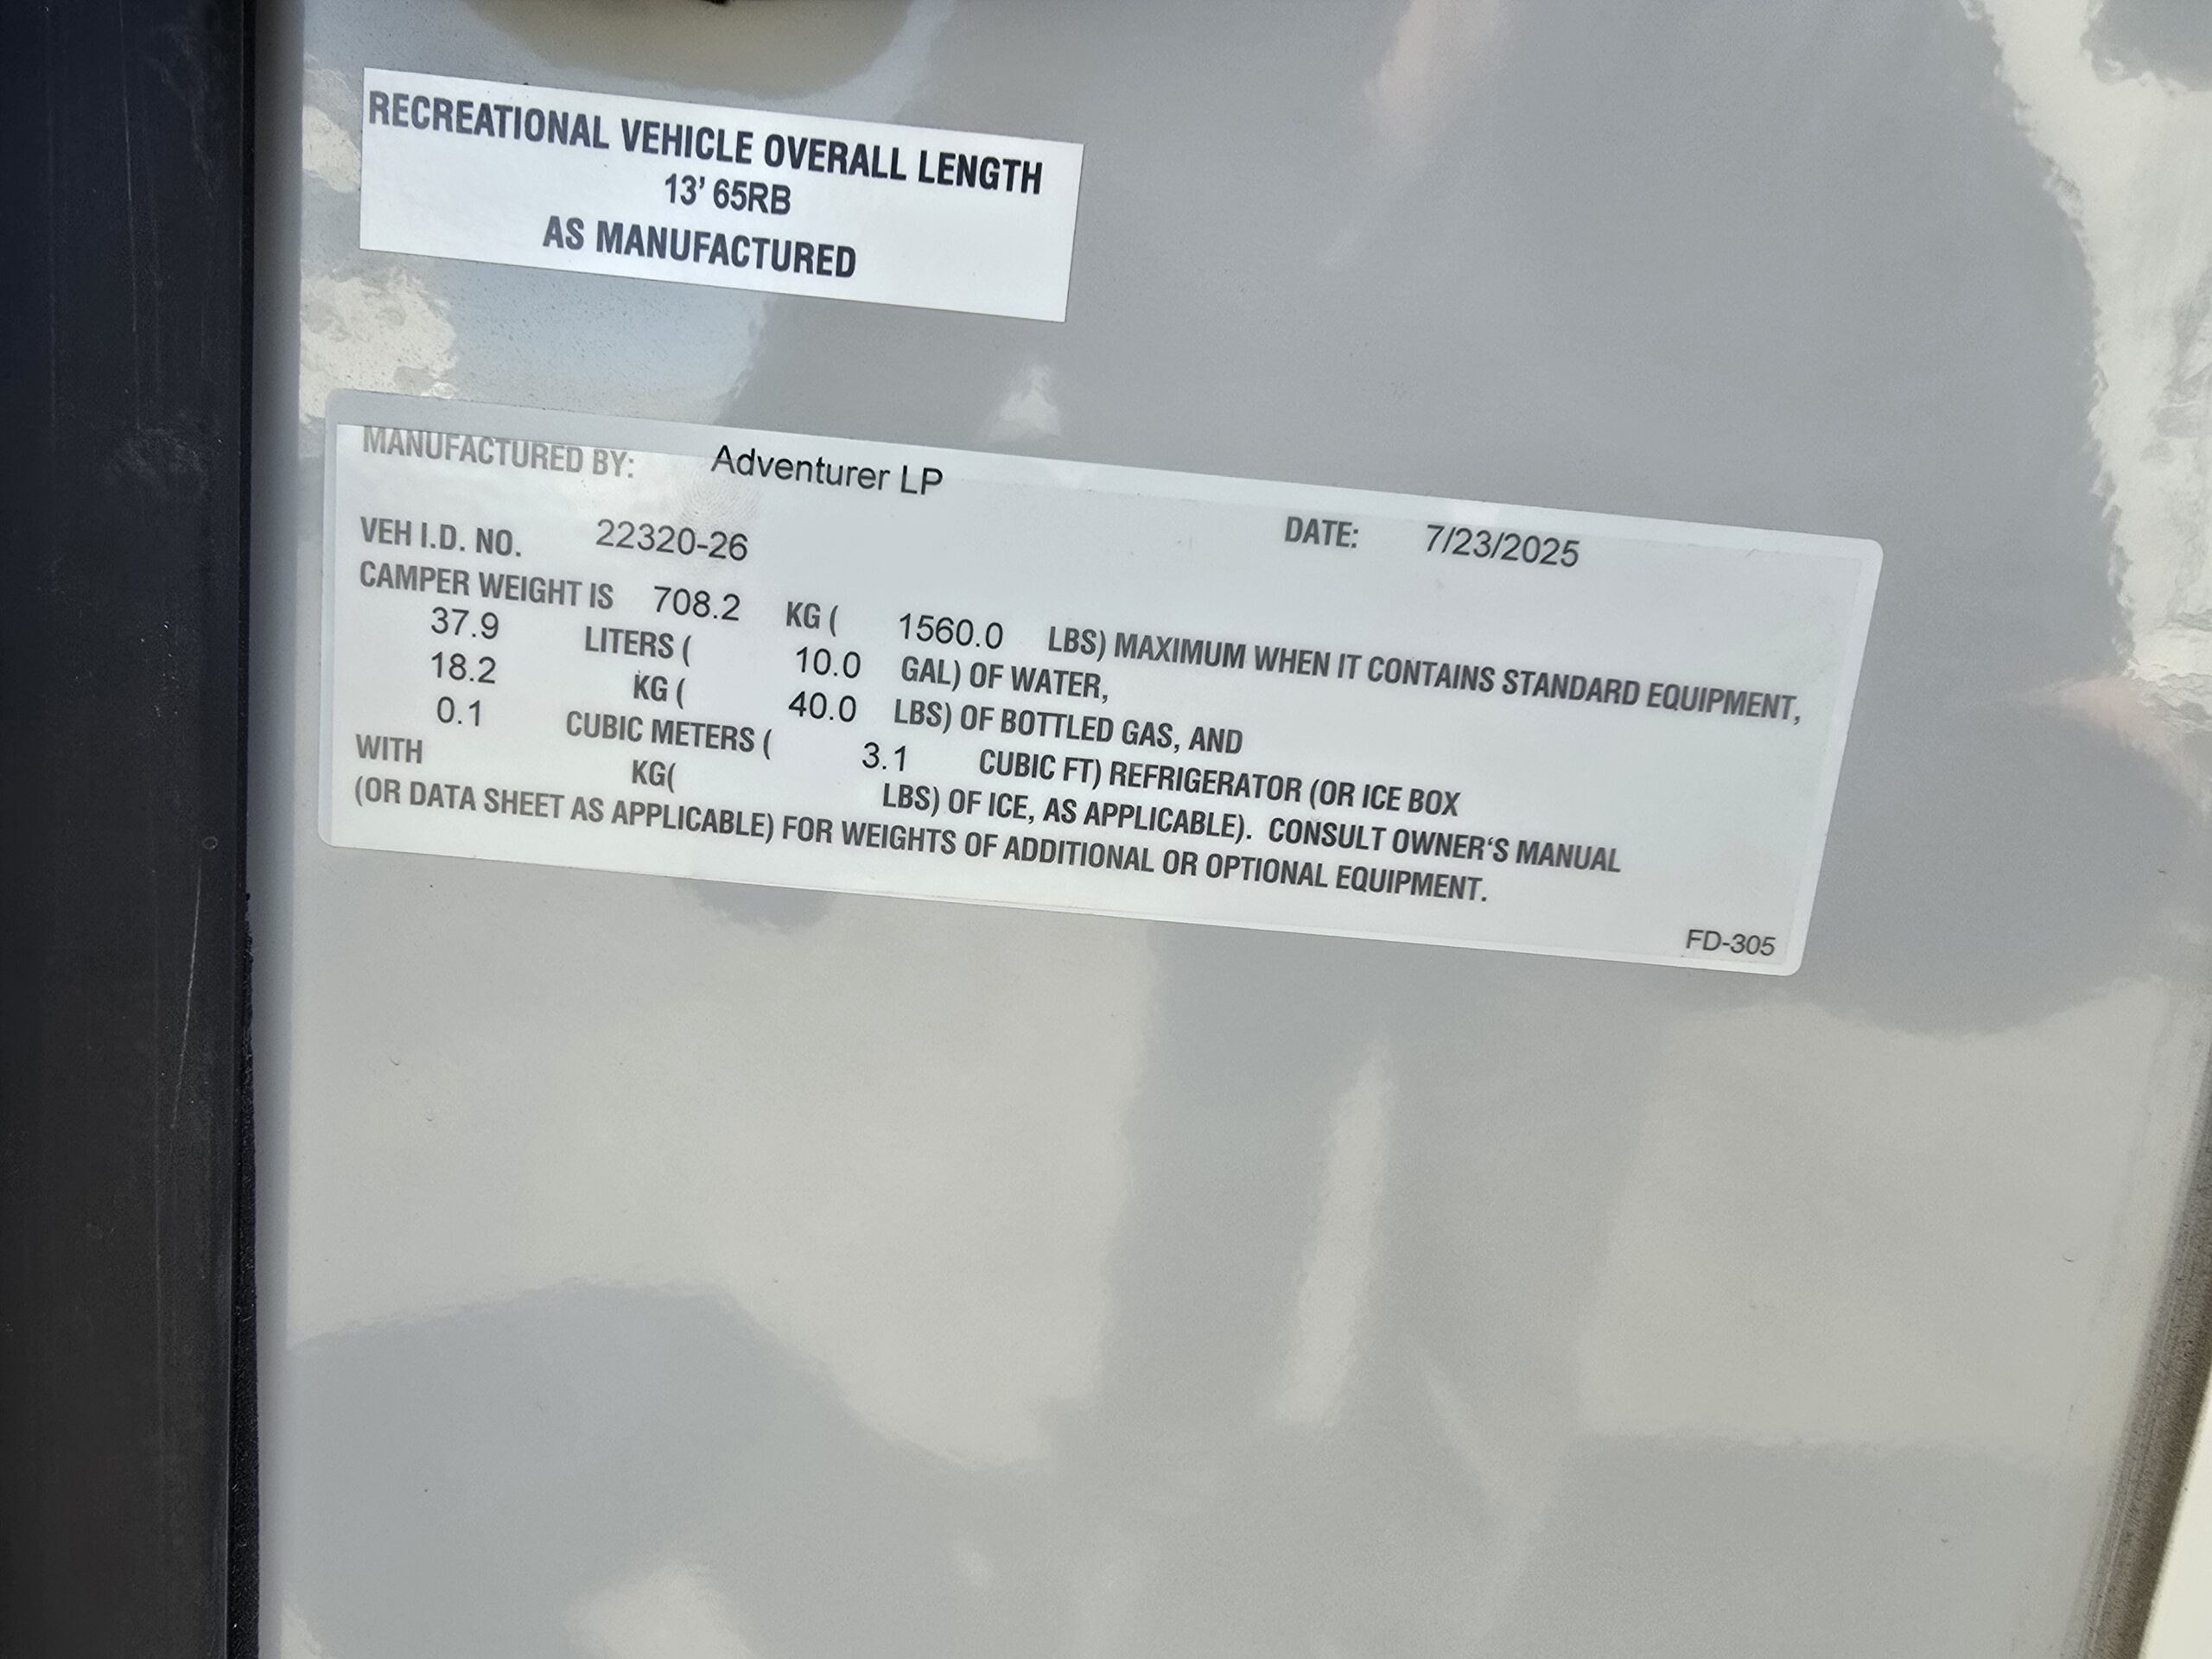 RECREATIONAL VEHICLE OVERALL LENGTH
13' 65RB
AS MANUFACTURED
MANUFACTURED BY: Adventurer LP
VEH I.D. NO. 22320-26 DATE: 7/23/2025
CAMPER WEIGHT IS 708.2 KG ( 1560.0 LBS) MAXIMUM WHEN IT CONTAINS STANDARD EQUIPMENT,
37.9 LITERS ( 10.0 GAL) OF WATER,
18.2 KG ( 40.0 LBS) OF BOTTLED GAS, AND
0.1 CUBIC METERS ( 3.1 CUBIC FT) REFRIGERATOR (OR ICE BOX
WITH KG( LBS) OF ICE, AS APPLICABLE). CONSULT OWNER'S MANUAL
(OR DATA SHEET AS APPLICABLE) FOR WEIGHTS OF ADDITIONAL OR OPTIONAL EQUIPMENT.
FD-305